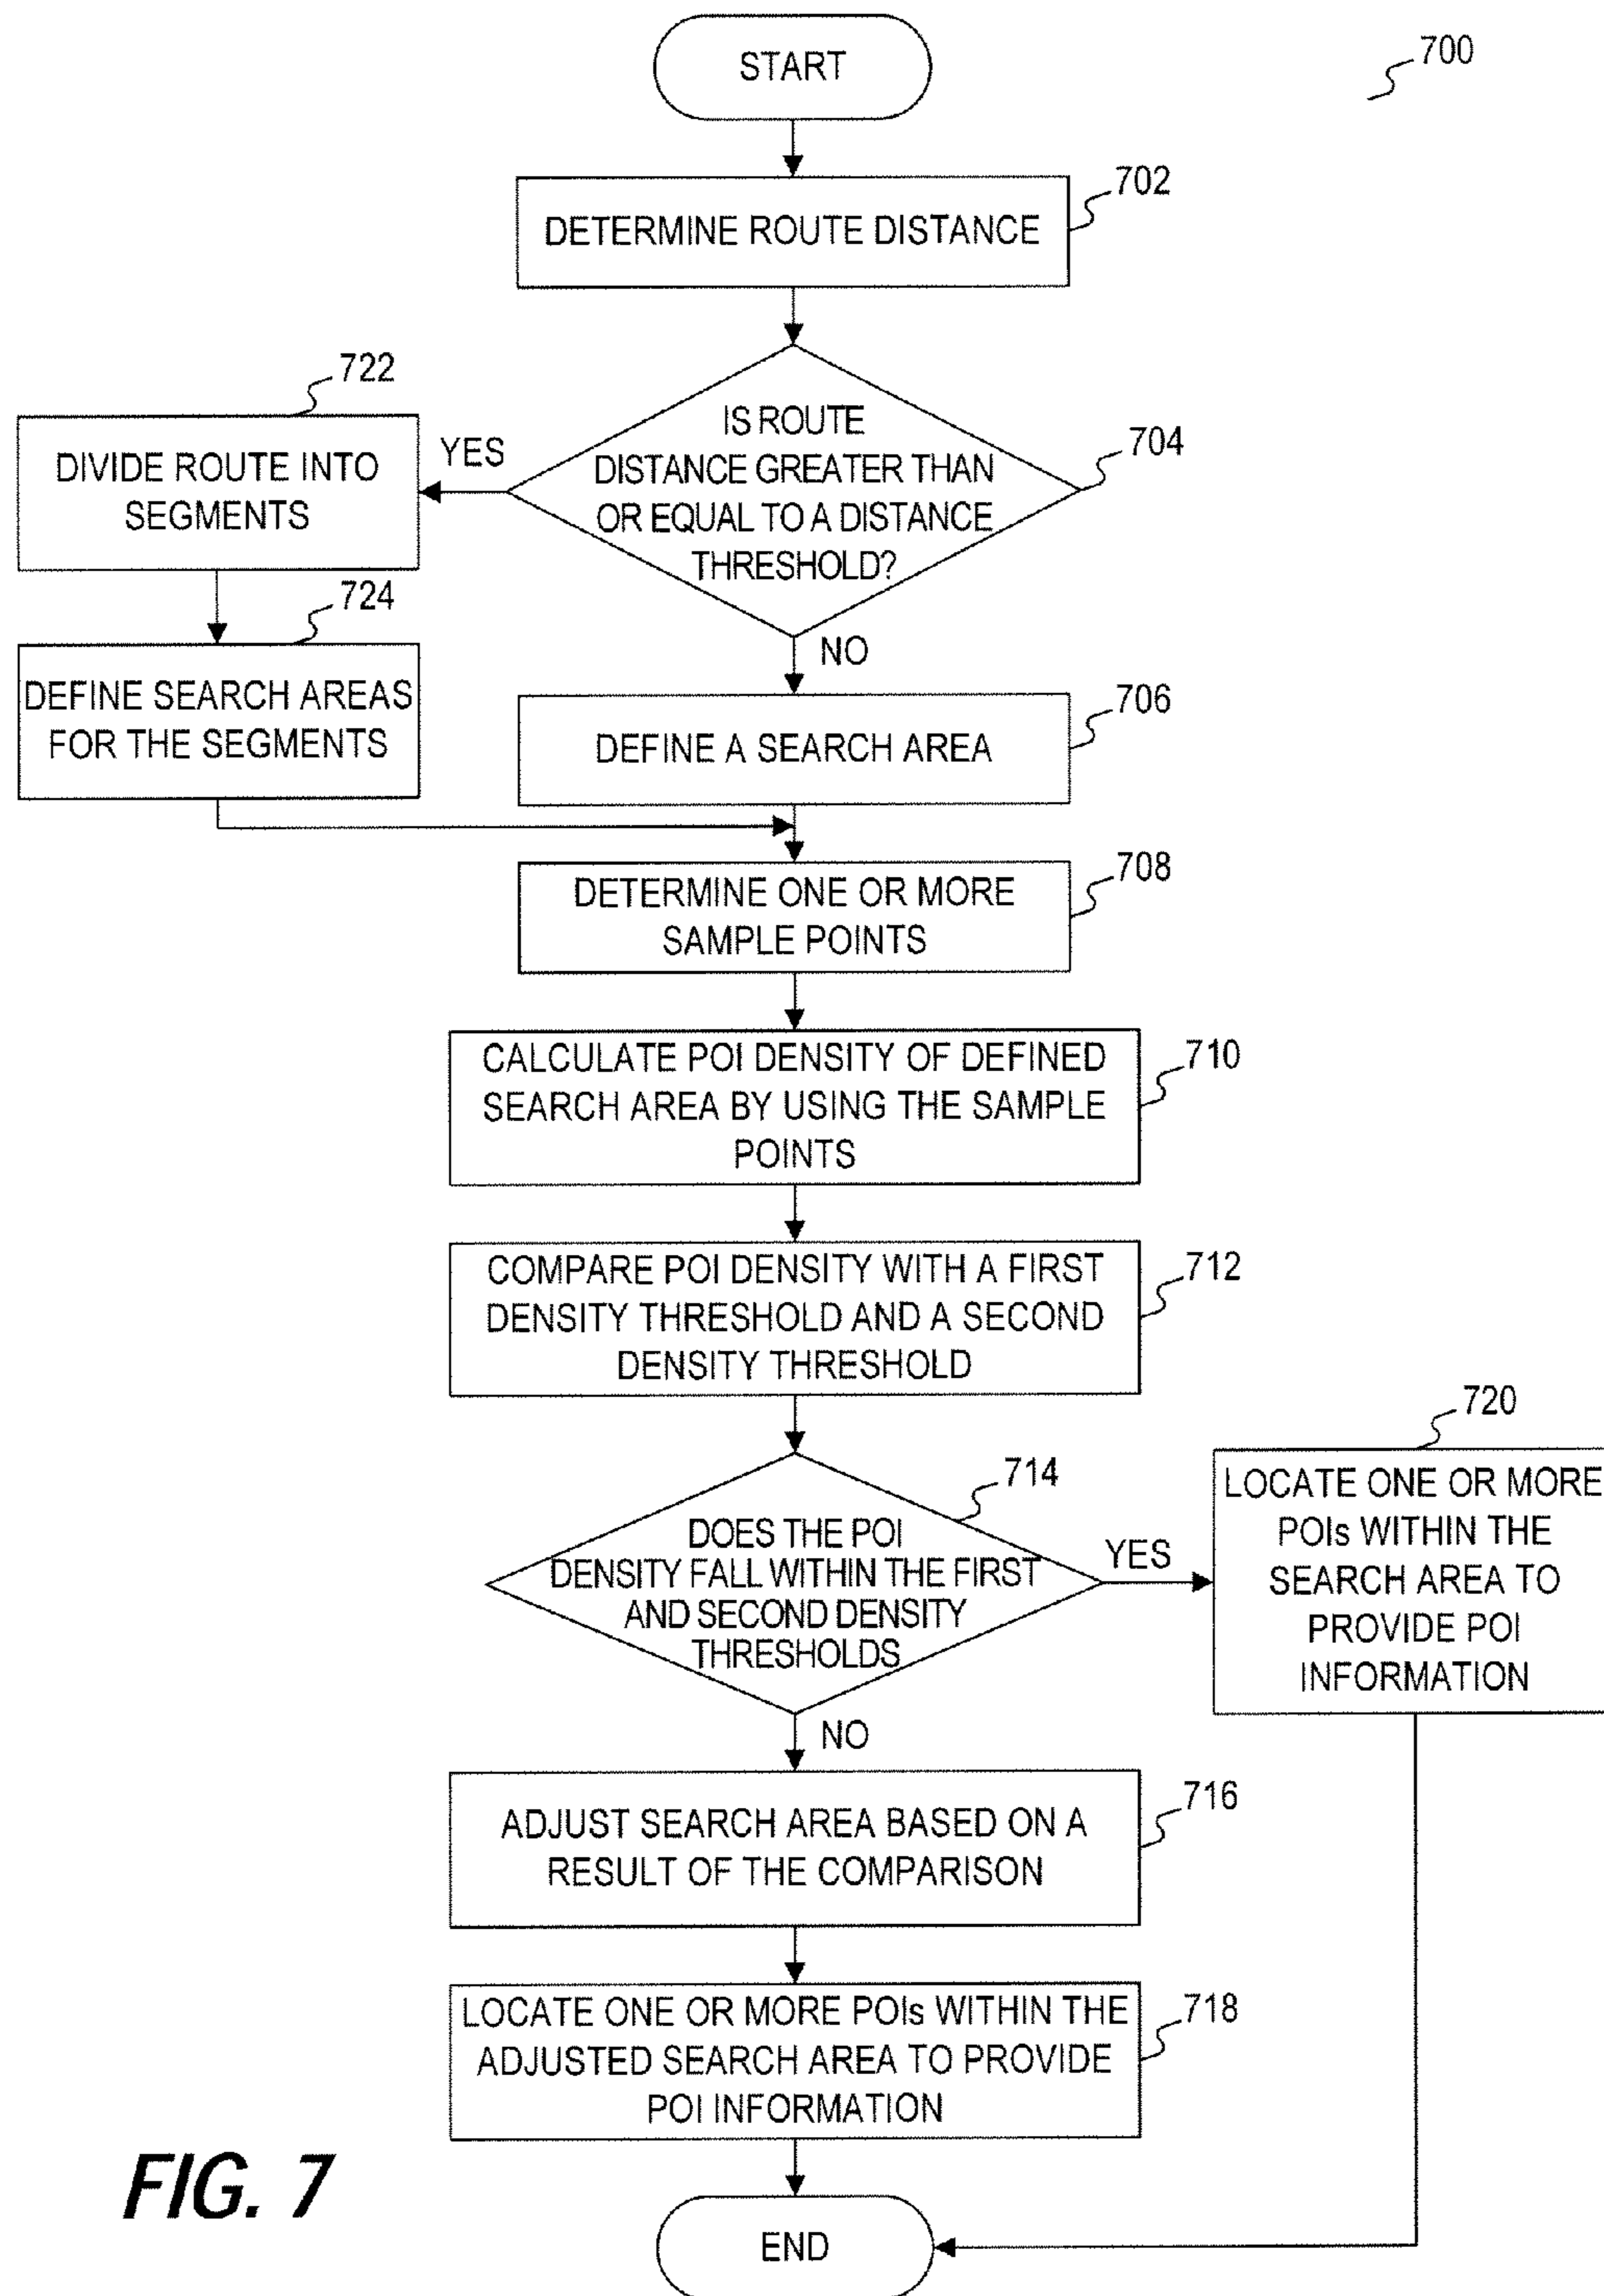 START
700
702
DETERMINE ROUTE DISTANCE
722
DIVIDE ROUTE INTO
SEGMENTS
YES
IS ROUTE
DISTANCE GREATER THAN
OR EQUAL TO A DISTANCE
THRESHOLD?
704
724
DEFINE SEARCH AREAS
FOR THE SEGMENTS
NO
706
DEFINE A SEARCH AREA
708
DETERMINE ONE OR MORE
SAMPLE POINTS
710
CALCULATE POI DENSITY OF DEFINED
SEARCH AREA BY USING THE SAMPLE
POINTS
712
COMPARE POI DENSITY WITH A FIRST
DENSITY THRESHOLD AND A SECOND
DENSITY THRESHOLD
714
DOES THE POI
DENSITY FALL WITHIN THE FIRST
AND SECOND DENSITY
THRESHOLDS
YES
720
LOCATE ONE OR MORE
POIs WITHIN THE
SEARCH AREA TO
PROVIDE POI
INFORMATION
NO
716
ADJUST SEARCH AREA BASED ON A
RESULT OF THE COMPARISON
718
LOCATE ONE OR MORE POIs WITHIN THE
ADJUSTED SEARCH AREA TO PROVIDE
POI INFORMATION
FIG. 7
END